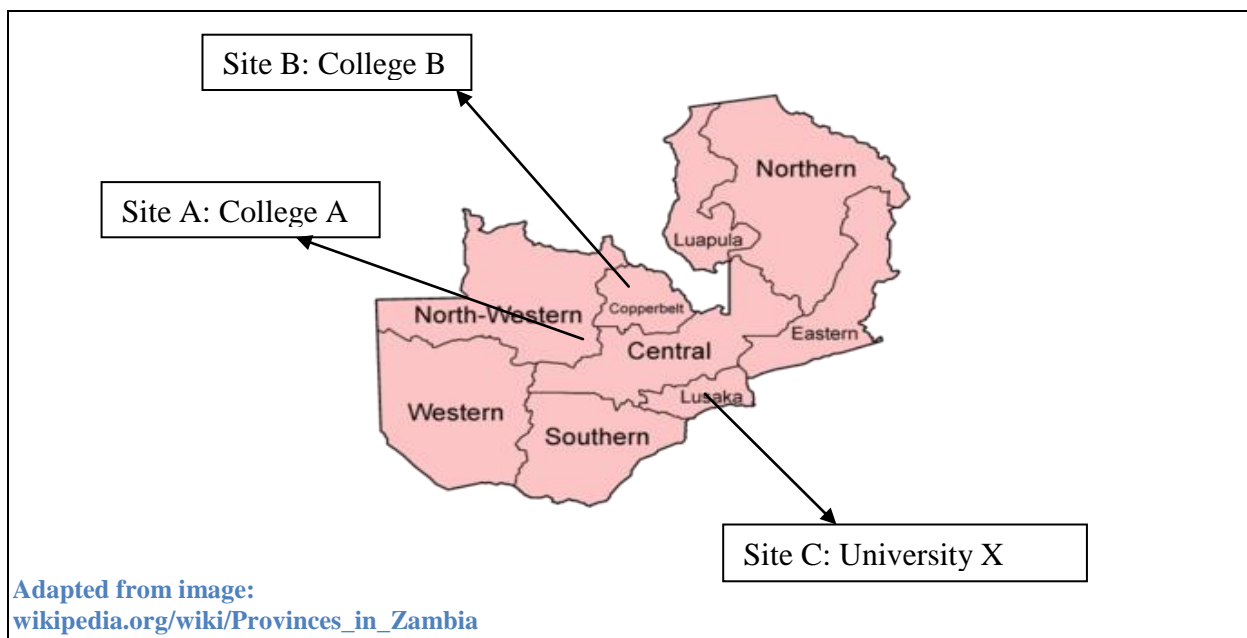 Site B: College B
Site A: College A
Northern
Luapula
North-Western
Copperbelt
Eastern
Central
Lusaka
Western
Southern
Site C: University X
Adapted from image:
wikipedia.org/wiki/Provinces_in_Zambia